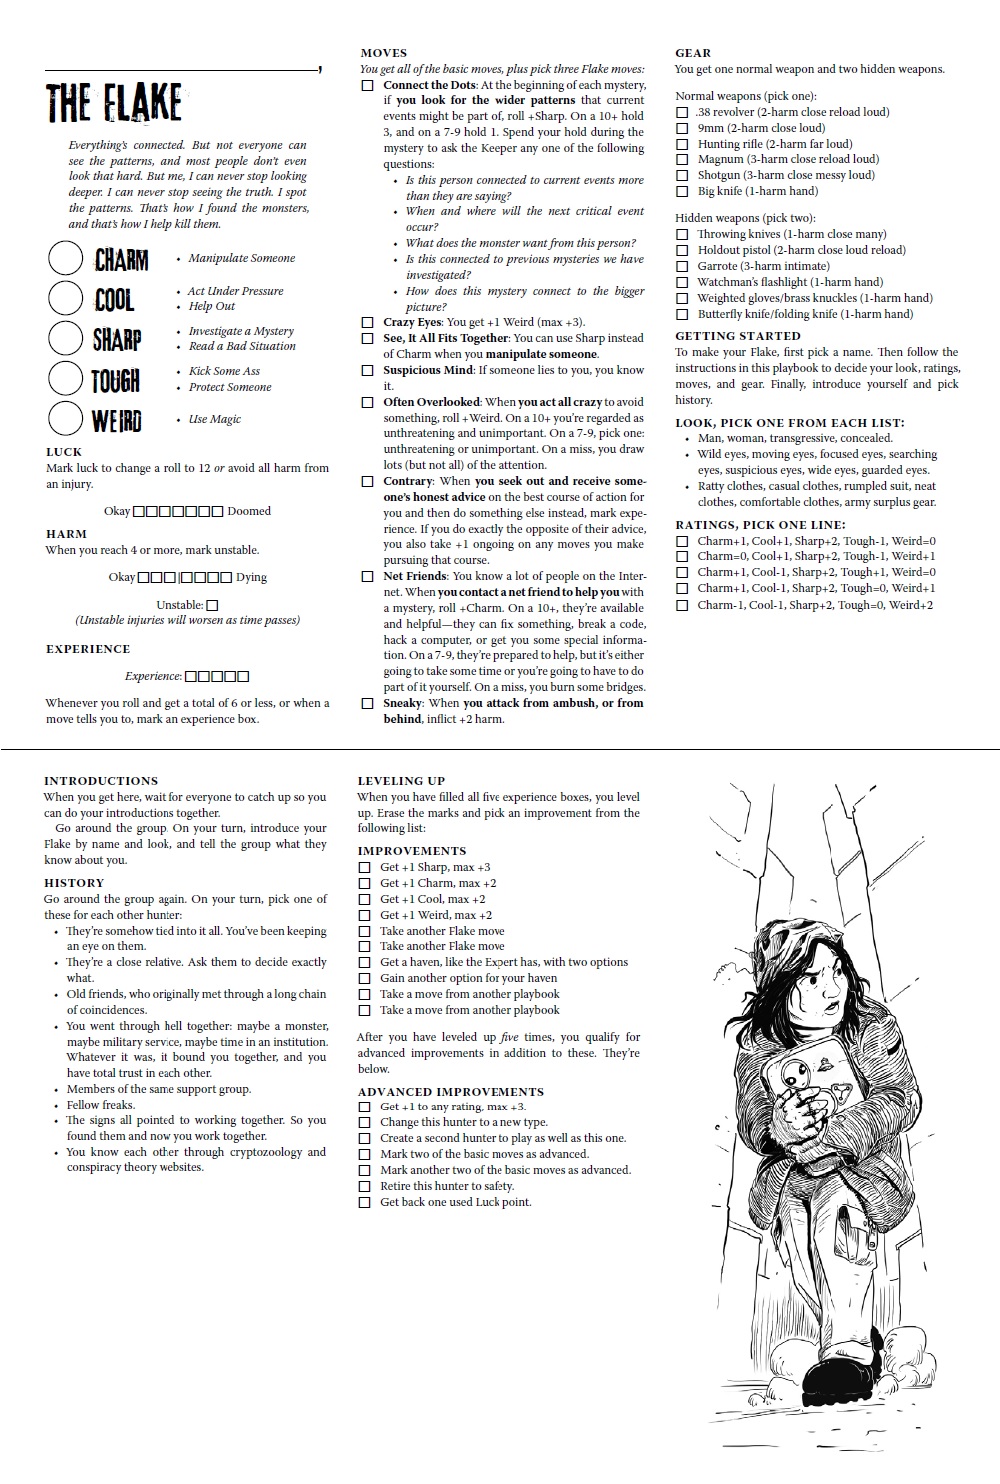 ,
THE FLAKE
Everything's connected. But not everyone can
see the patterns, and most people don't even
look that hard. But me, I can never stop looking
deeper. I can never stop seeing the truth. I spot
the patterns. That's how I found the monsters,
and that's how I help kill them.
CHARM
• Manipulate Someone
COOL
• Act Under Pressure
• Help Out
SHARP
• Investigate a Mystery
• Read a Bad Situation
TOUGH
• Kick Some Ass
• Protect Someone
WEIRD
• Use Magic
LUCK
Mark luck to change a roll to 12 or avoid all harm from
an injury.
Okay □□□□□□□ Doomed
HARM
When you reach 4 or more, mark unstable.
Okay □□□|□□□□ Dying
Unstable: □
(Unstable injuries will worsen as time passes)
EXPERIENCE
Experience: □□□□□
Whenever you roll and get a total of 6 or less, or when a
move tells you to, mark an experience box.
MOVES
You get all of the basic moves, plus pick three Flake moves:
□ Connect the Dots: At the beginning of each mystery,
if you look for the wider patterns that current
events might be part of, roll +Sharp. On a 10+ hold
3, and on a 7-9 hold 1. Spend your hold during the
mystery to ask the Keeper any one of the following
questions:
• Is this person connected to current events more
than they are saying?
• When and where will the next critical event
occur?
• What does the monster want from this person?
• Is this connected to previous mysteries we have
investigated?
• How does this mystery connect to the bigger
picture?
□ Crazy Eyes: You get +1 Weird (max +3).
□ See, It All Fits Together: You can use Sharp instead
of Charm when you manipulate someone.
□ Suspicious Mind: If someone lies to you, you know
it.
□ Often Overlooked: When you act all crazy to avoid
something, roll +Weird. On a 10+ you're regarded as
unthreatening and unimportant. On a 7-9, pick one:
unthreatening or unimportant. On a miss, you draw
lots (but not all) of the attention.
□ Contrary: When you seek out and receive some-
one's honest advice on the best course of action for
you and then do something else instead, mark expe-
rience. If you do exactly the opposite of their advice,
you also take +1 ongoing on any moves you make
pursuing that course.
□ Net Friends: You know a lot of people on the Inter-
net. When you contact a net friend to help you with
a mystery, roll +Charm. On a 10+, they're available
and helpful—they can fix something, break a code,
hack a computer, or get you some special informa-
tion. On a 7-9, they're prepared to help, but it's either
going to take some time or you're going to have to do
part of it yourself. On a miss, you burn some bridges.
□ Sneaky: When you attack from ambush, or from
behind, inflict +2 harm.
GEAR
You get one normal weapon and two hidden weapons.
Normal weapons (pick one):
□ .38 revolver (2-harm close reload loud)
□ 9mm (2-harm close loud)
□ Hunting rifle (2-harm far loud)
□ Magnum (3-harm close reload loud)
□ Shotgun (3-harm close messy loud)
□ Big knife (1-harm hand)
Hidden weapons (pick two):
□ Throwing knives (1-harm close many)
□ Holdout pistol (2-harm close loud reload)
□ Garrote (3-harm intimate)
□ Watchman's flashlight (1-harm hand)
□ Weighted gloves/brass knuckles (1-harm hand)
□ Butterfly knife/folding knife (1-harm hand)
GETTING STARTED
To make your Flake, first pick a name. Then follow the
instructions in this playbook to decide your look, ratings,
moves, and gear. Finally, introduce yourself and pick
history.
LOOK, PICK ONE FROM EACH LIST:
• Man, woman, transgressive, concealed.
• Wild eyes, moving eyes, focused eyes, searching
eyes, suspicious eyes, wide eyes, guarded eyes.
• Ratty clothes, casual clothes, rumpled suit, neat
clothes, comfortable clothes, army surplus gear.
RATINGS, PICK ONE LINE:
□ Charm+1, Cool+1, Sharp+2, Tough-1, Weird=0
□ Charm=0, Cool+1, Sharp+2, Tough-1, Weird+1
□ Charm+1, Cool-1, Sharp+2, Tough+1, Weird=0
□ Charm+1, Cool-1, Sharp+2, Tough=0, Weird+1
□ Charm-1, Cool-1, Sharp+2, Tough=0, Weird+2
INTRODUCTIONS
When you get here, wait for everyone to catch up so you
can do your introductions together.
Go around the group. On your turn, introduce your
Flake by name and look, and tell the group what they
know about you.
HISTORY
Go around the group again. On your turn, pick one of
these for each other hunter:
• They're somehow tied into it all. You've been keeping
an eye on them.
• They're a close relative. Ask them to decide exactly
what.
• Old friends, who originally met through a long chain
of coincidences.
• You went through hell together: maybe a monster,
maybe military service, maybe time in an institution.
Whatever it was, it bound you together, and you
have total trust in each other.
• Members of the same support group.
• Fellow freaks.
• The signs all pointed to working together. So you
found them and now you work together.
• You know each other through cryptozoology and
conspiracy theory websites.
LEVELING UP
When you have filled all five experience boxes, you level
up. Erase the marks and pick an improvement from the
following list:
IMPROVEMENTS
□ Get +1 Sharp, max +3
□ Get +1 Charm, max +2
□ Get +1 Cool, max +2
□ Get +1 Weird, max +2
□ Take another Flake move
□ Take another Flake move
□ Get a haven, like the Expert has, with two options
□ Gain another option for your haven
□ Take a move from another playbook
□ Take a move from another playbook
After you have leveled up five times, you qualify for
advanced improvements in addition to these. They're
below.
ADVANCED IMPROVEMENTS
□ Get +1 to any rating, max +3.
□ Change this hunter to a new type.
□ Create a second hunter to play as well as this one.
□ Mark two of the basic moves as advanced.
□ Mark another two of the basic moves as advanced.
□ Retire this hunter to safety.
□ Get back one used Luck point.